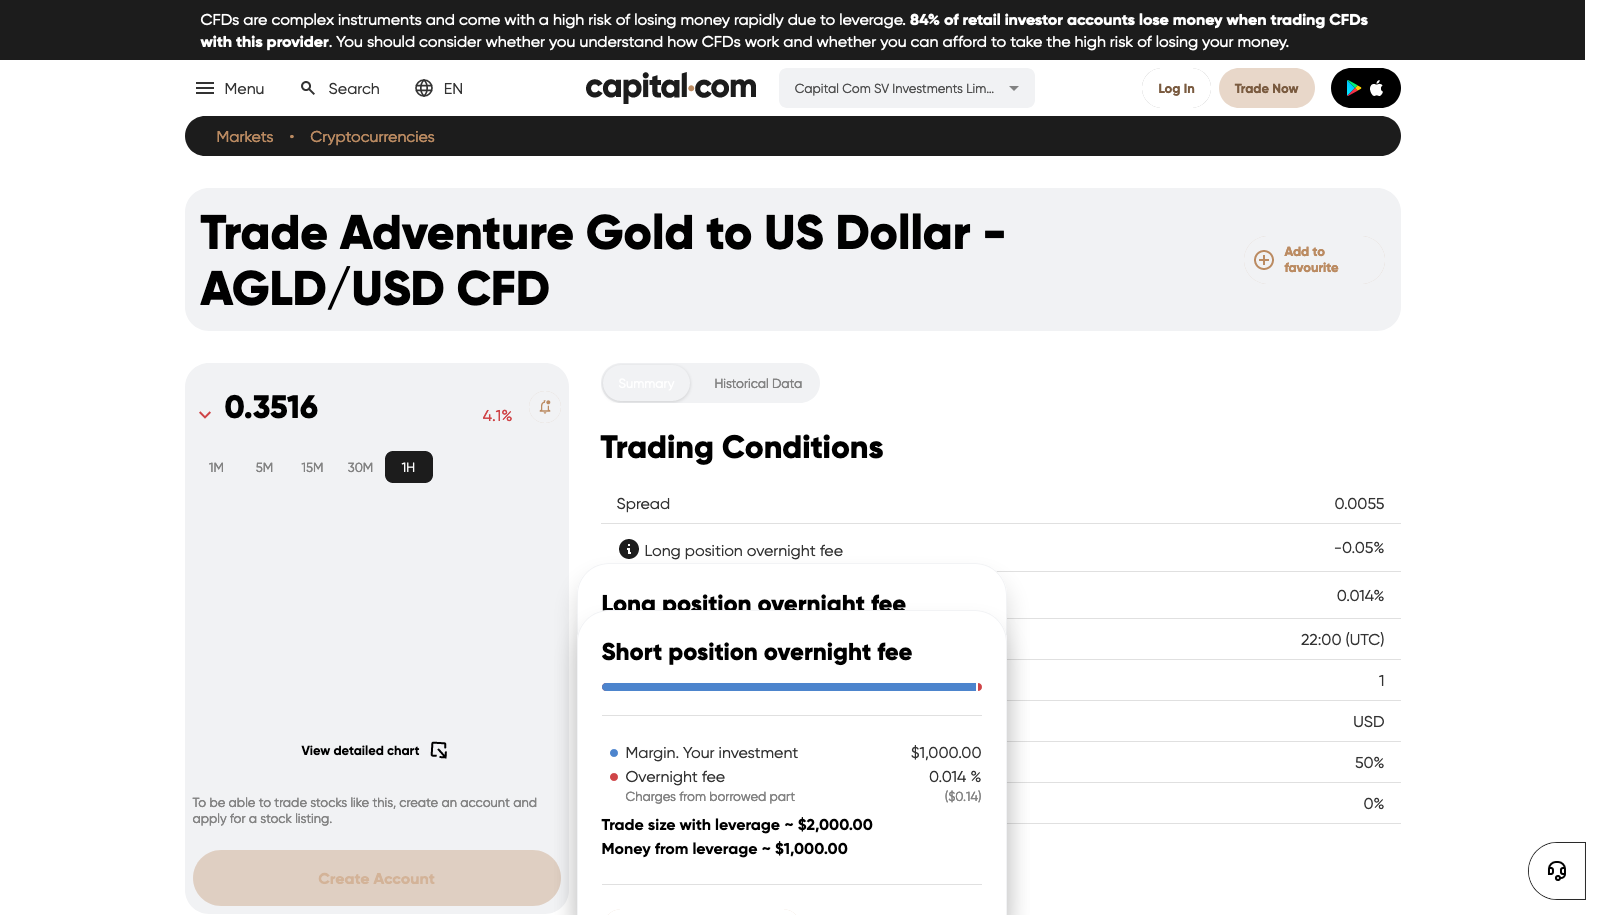 CFDs are complex instruments and come with a high risk of losing money rapidly due to leverage. 84% of retail investor accounts lose money when trading CFDs
with this provider. You should consider whether you understand how CFDs work and whether you can afford to take the high risk of losing your money.
Menu Search EN capital.com Capital Com SV Investments Lim... Log In Trade Now
Markets • Cryptocurrencies
Trade Adventure Gold to US Dollar -
AGLD/USD CFD
Add to
favourite
0.3516 4.1%
1M 5M 15M 30M 1H
View detailed chart
To be able to trade stocks like this, create an account and
apply for a stock listing.
Create Account
Summary Historical Data
Trading Conditions
Spread 0.0055
Long position overnight fee -0.05%
0.014%
22:00 (UTC)
1
USD
50%
0%
Long position overnight fee
Short position overnight fee
Margin. Your investment $1,000.00
Overnight fee 0.014 %
Charges from borrowed part ($0.14)
Trade size with leverage ~ $2,000.00
Money from leverage ~ $1,000.00